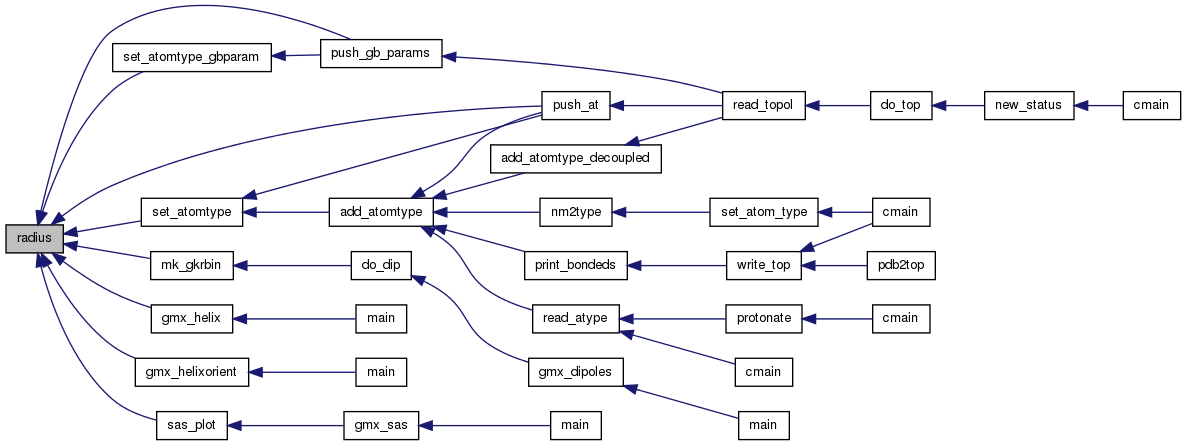 push_gb_params
set_atomtype_gbparam
push_at
read_topol
do_top
new_status
cmain
add_atomtype_decoupled
set_atomtype
add_atomtype
nm2type
set_atom_type
cmain
radius
mk_gkrbin
do_dip
print_bondeds
write_top
pdb2top
gmx_helix
main
read_atype
protonate
cmain
gmx_helixorient
main
gmx_dipoles
cmain
sas_plot
gmx_sas
main
main